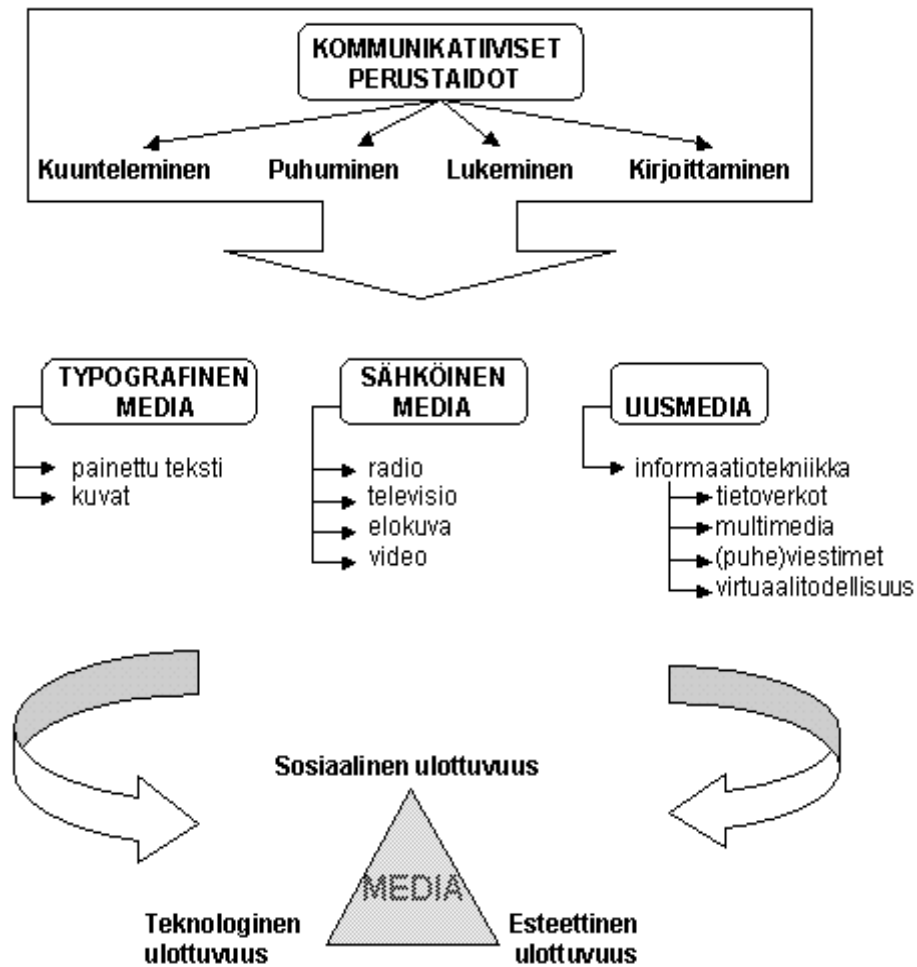 KOMMUNIKATIIVISET
PERUSTAIDOT
Kuunteleminen Puhuminen Lukeminen Kirjoittaminen
TYPOGRAFINEN
MEDIA
painettu teksti
kuvat
SÄHKÖINEN
MEDIA
radio
televisio
elokuva
video
UUSMEDIA
informaatiotekniikka
tietoverkot
multimedia
(puhe)viestimet
virtuaalitodellisuus
Sosiaalinen ulottuvuus
MEDIA
Teknologinen
ulottuvuus
Esteettinen
ulottuvuus